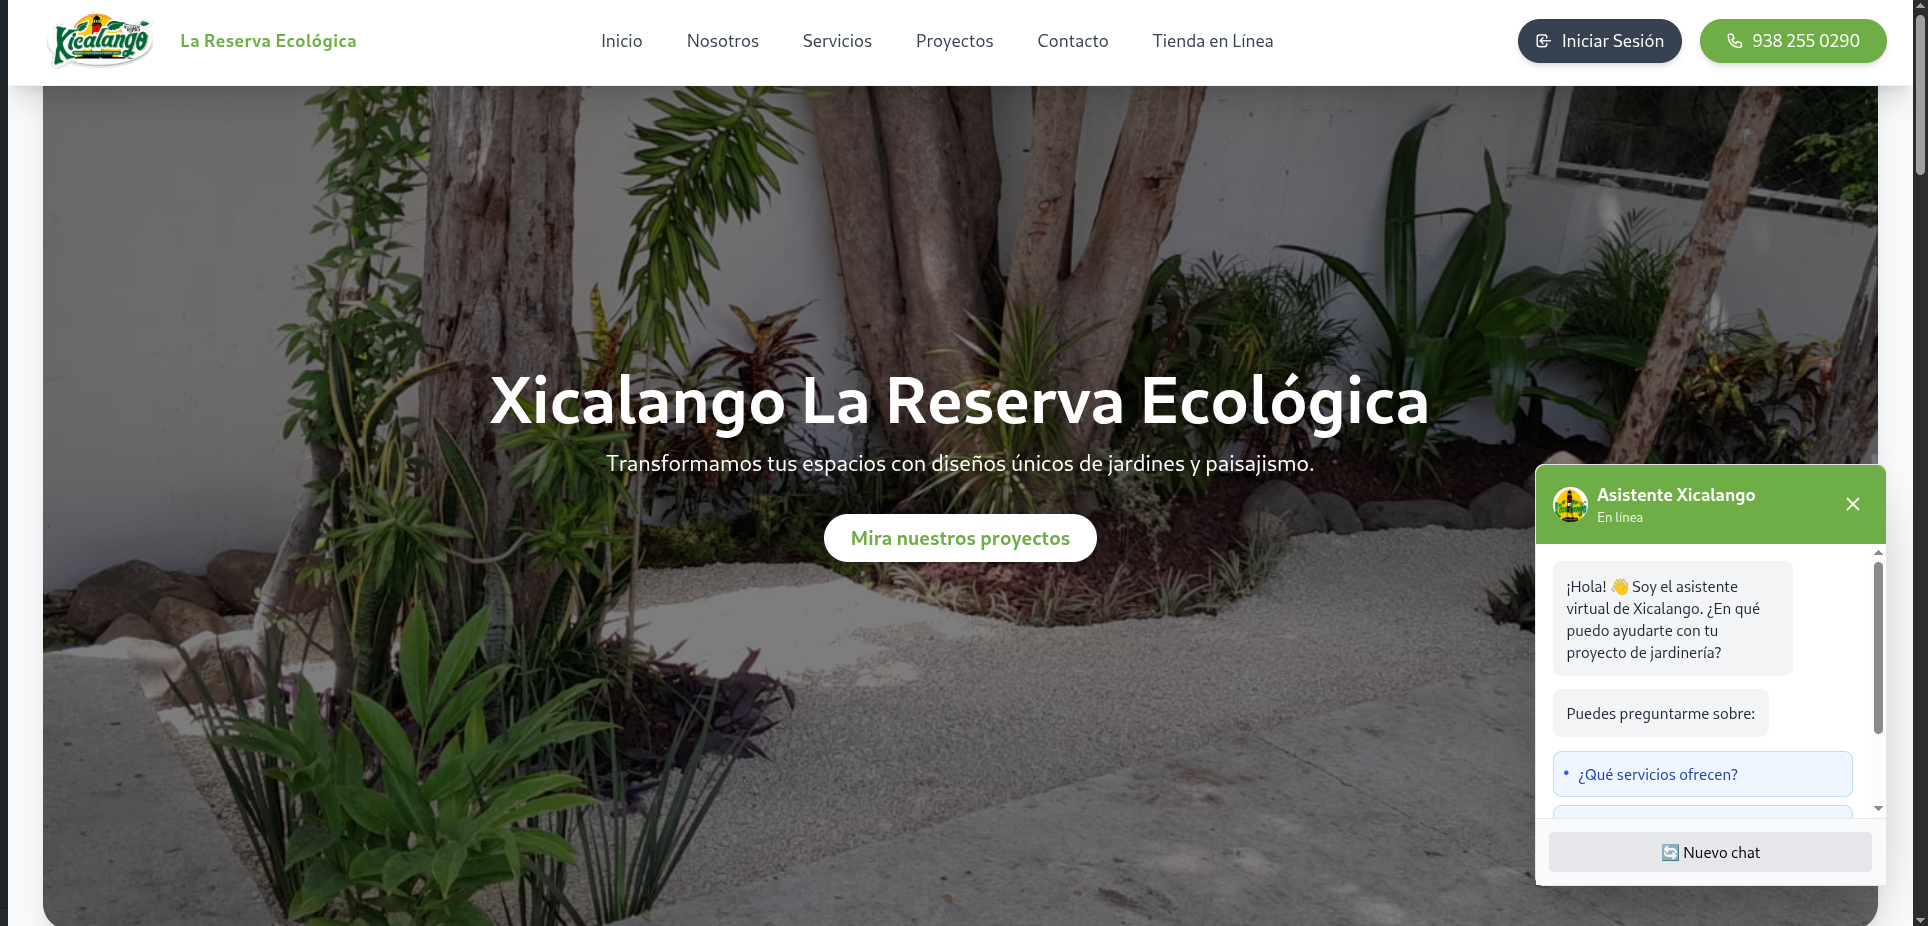 Xicalango
La Reserva Ecológica
Inicio
Nosotros
Servicios
Proyectos
Contacto
Tienda en Línea
Iniciar Sesión
938 255 0290
Xicalango La Reserva Ecológica
Transformamos tus espacios con diseños únicos de jardines y paisajismo.
Mira nuestros proyectos
Asistente Xicalango
En línea
¡Hola! 👋 Soy el asistente
virtual de Xicalango. ¿En qué
puedo ayudarte con tu
proyecto de jardinería?
Puedes preguntarme sobre:
• ¿Qué servicios ofrecen?
🔄 Nuevo chat